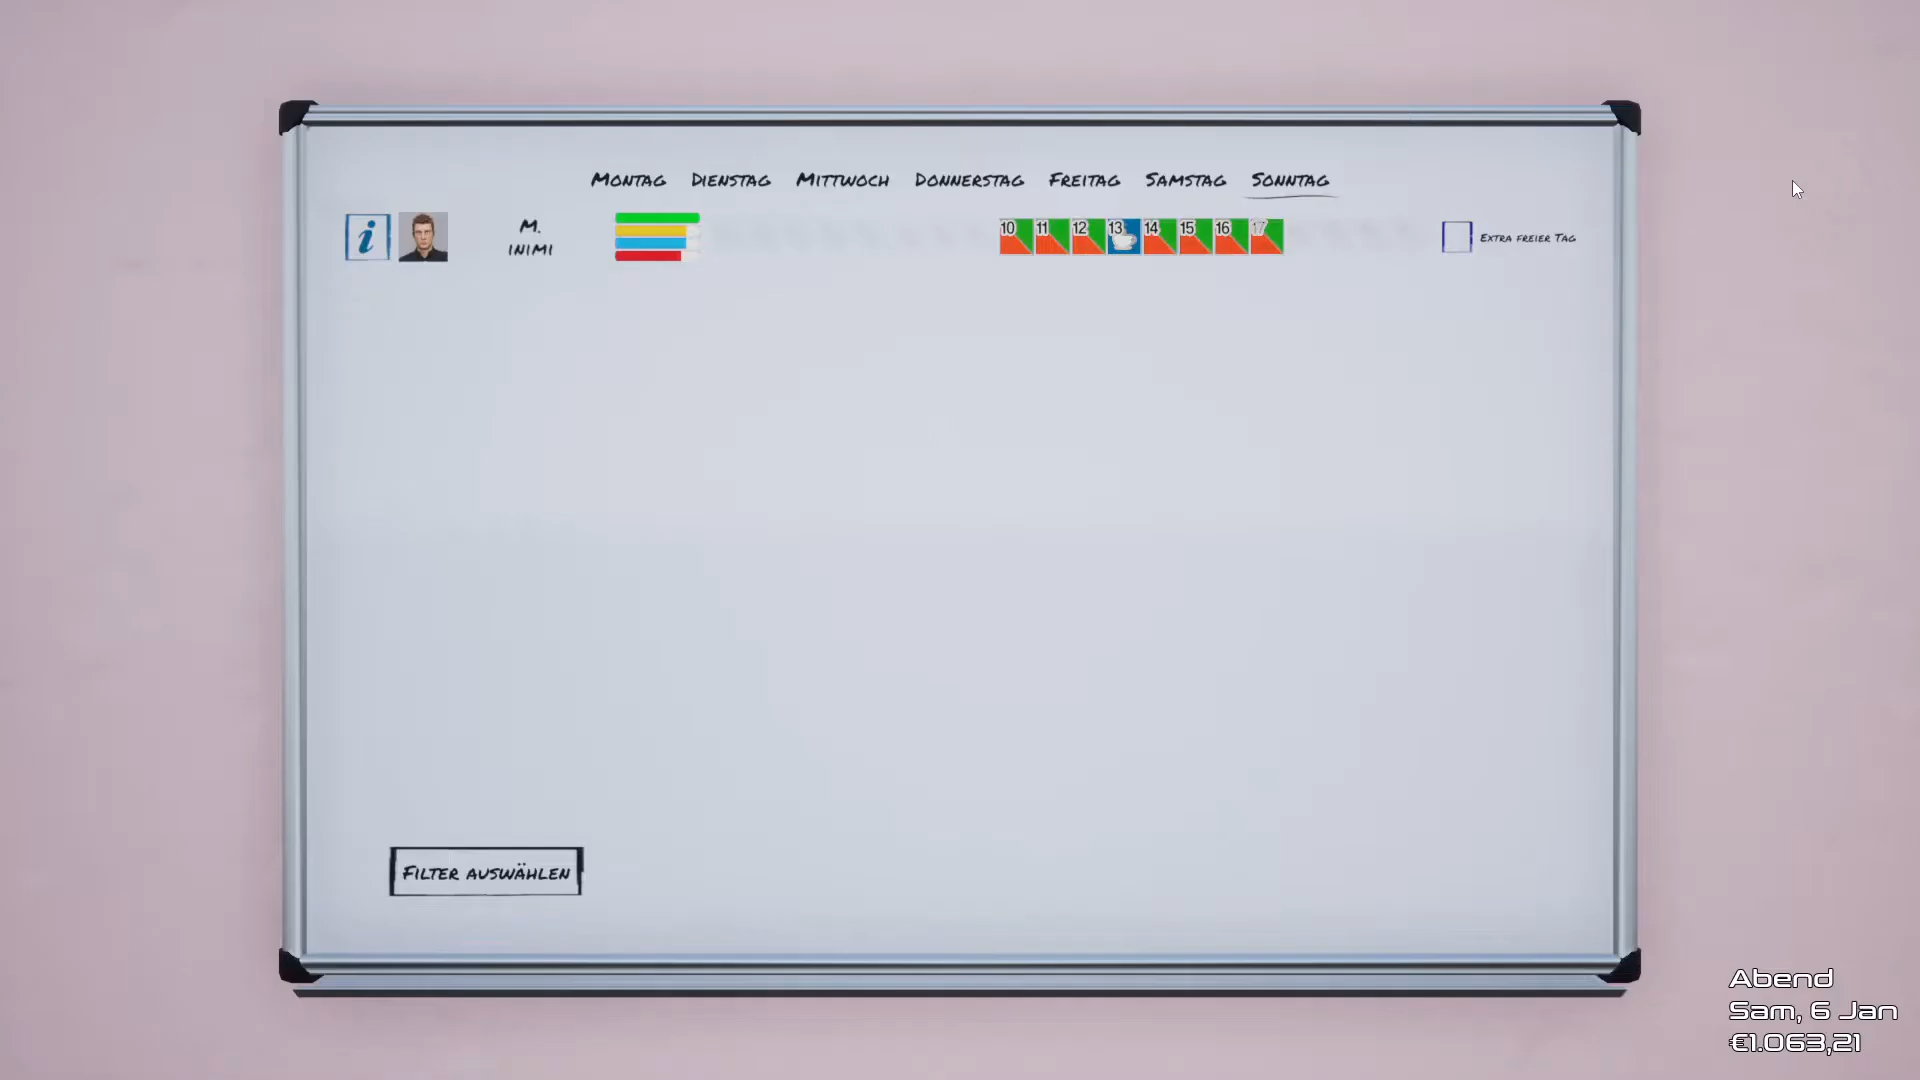 Montag Dienstag Mittwoch Donnerstag Freitag Samstag Sonntag
i
M.
inimi
10 11 12 13 14 15 16 17
Extra freier Tag
Filter auswählen
Abend
Sam, 6 Jan
€1.063,21